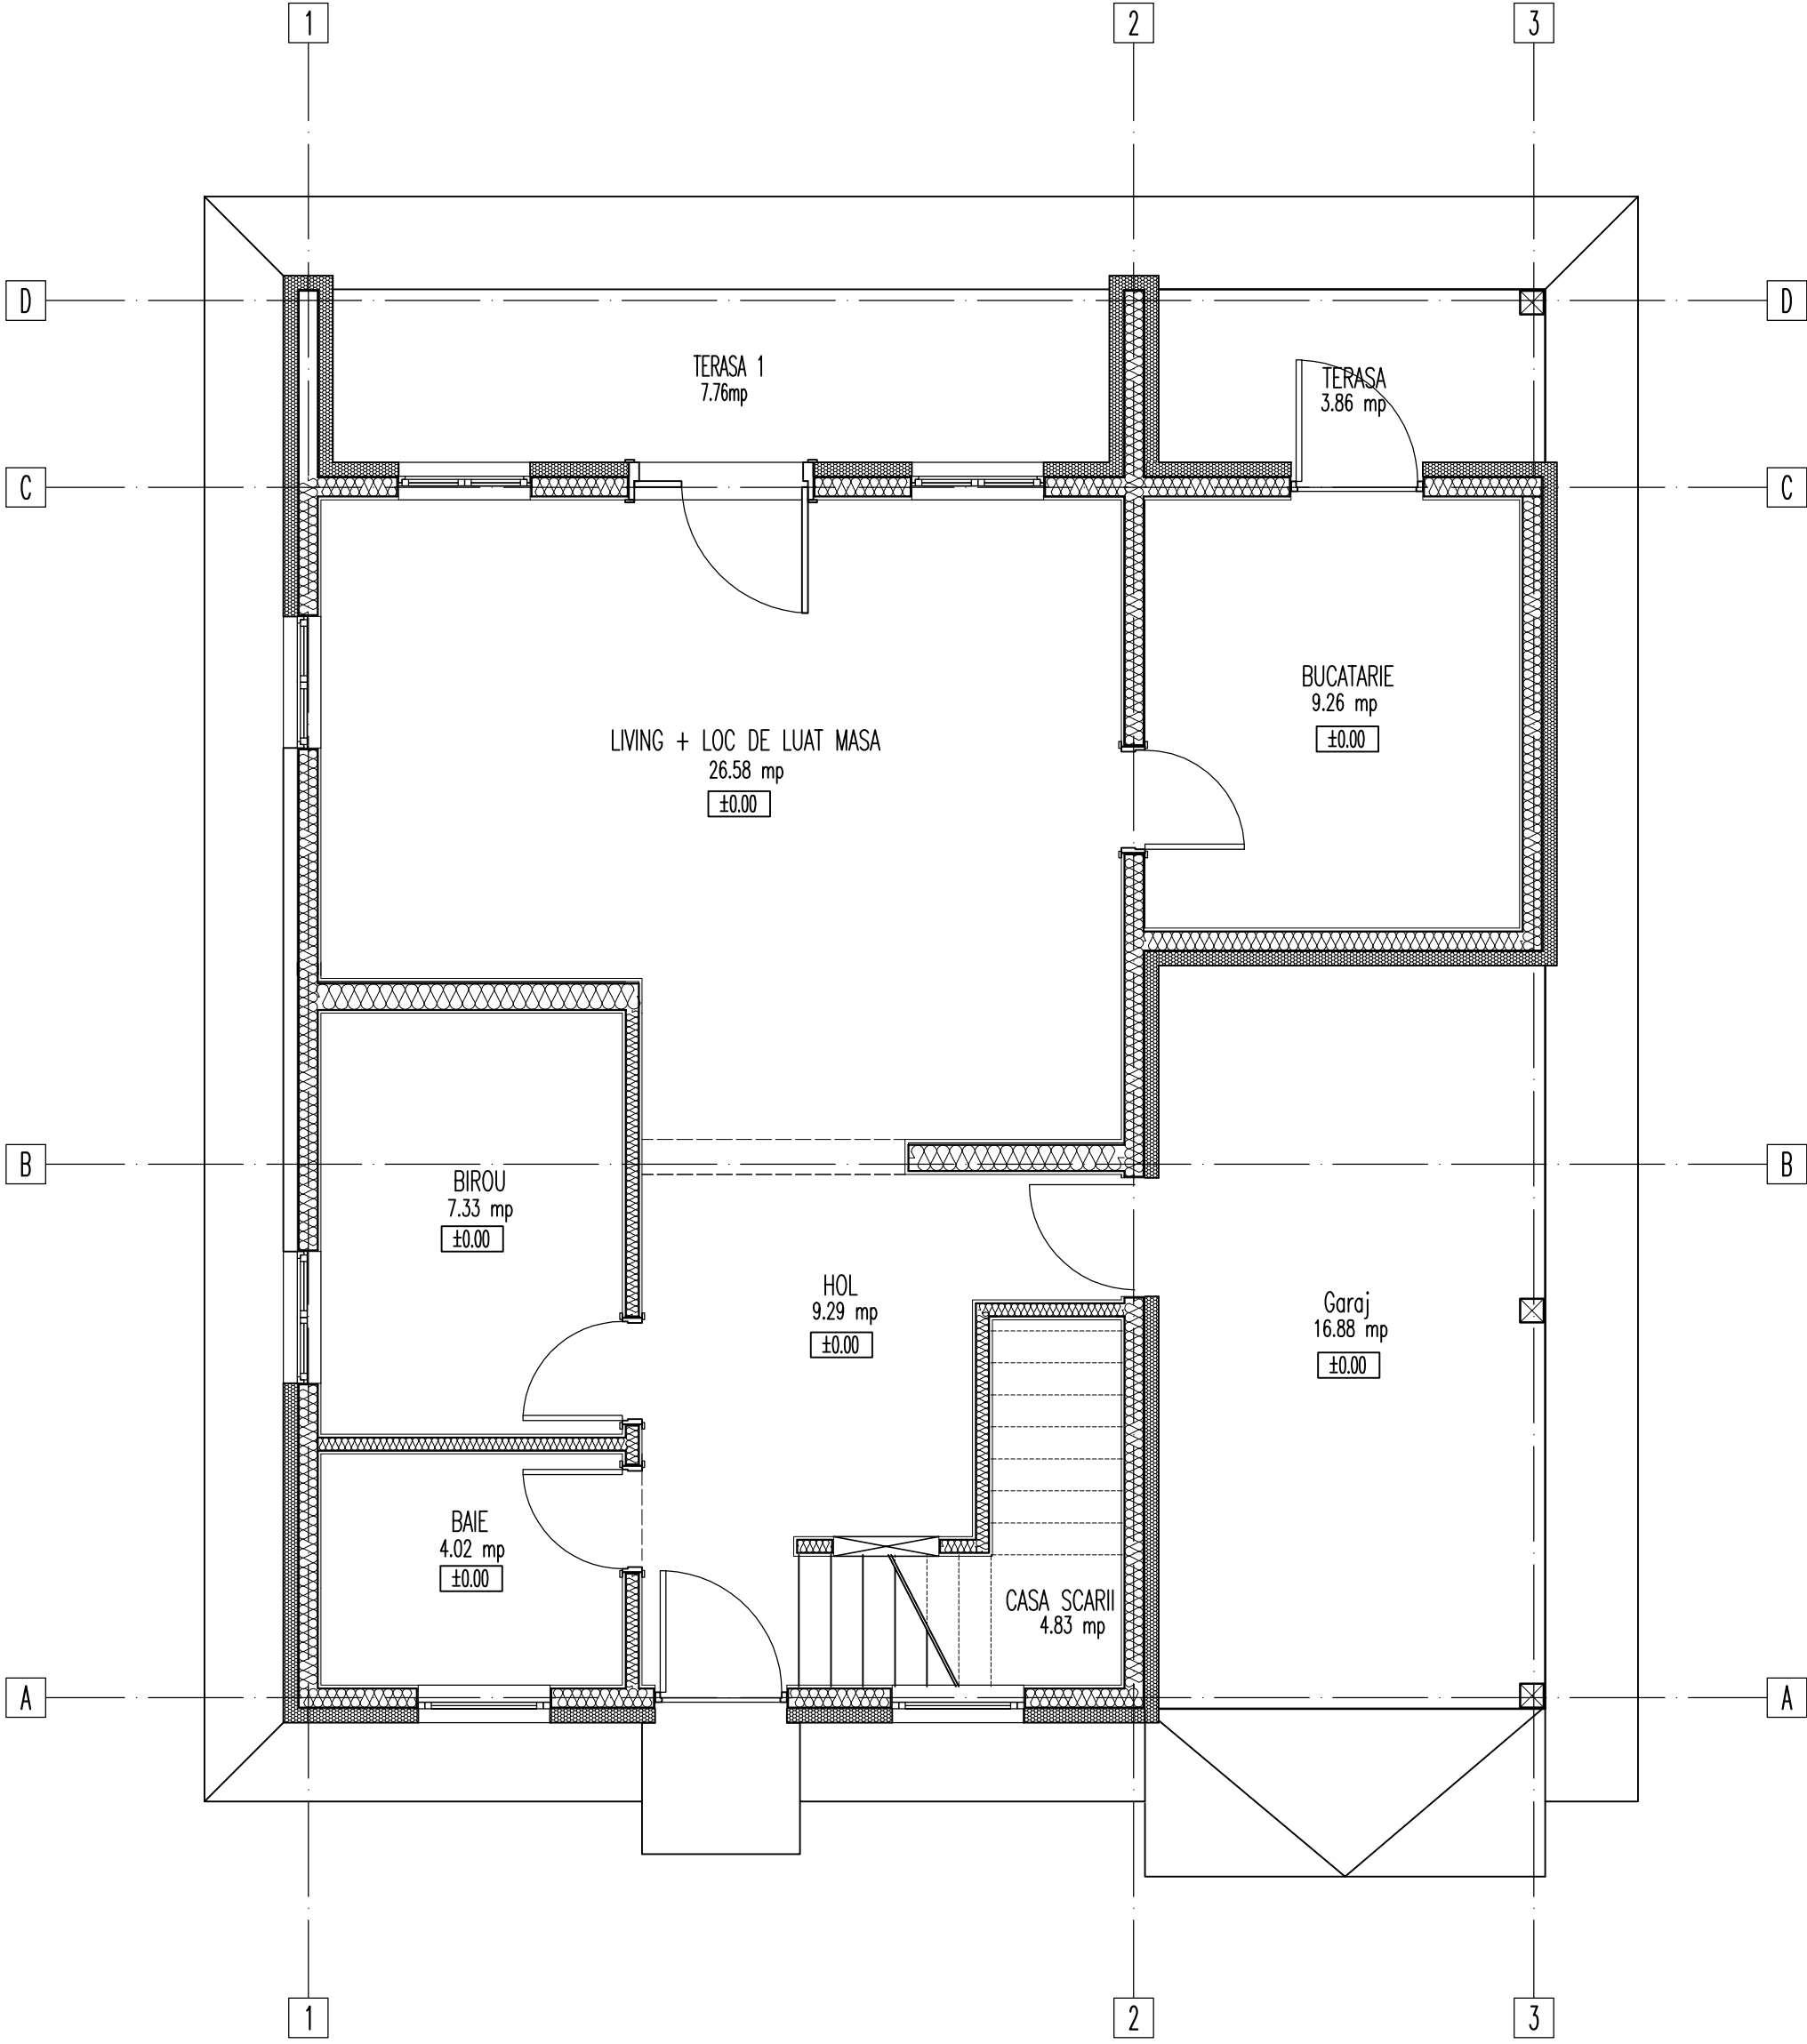 1 2 3
D D
TERASA 1
7.76mp
TERASA
3.86 mp
C C
BUCATARIE
9.26 mp
±0.00
LIVING + LOC DE LUAT MASA
26.58 mp
±0.00
B B
BIROU
7.33 mp
±0.00
HOL
9.29 mp
±0.00
Garaj
16.88 mp
±0.00
BAIE
4.02 mp
±0.00
CASA SCARII
4.83 mp
A A
1 2 3